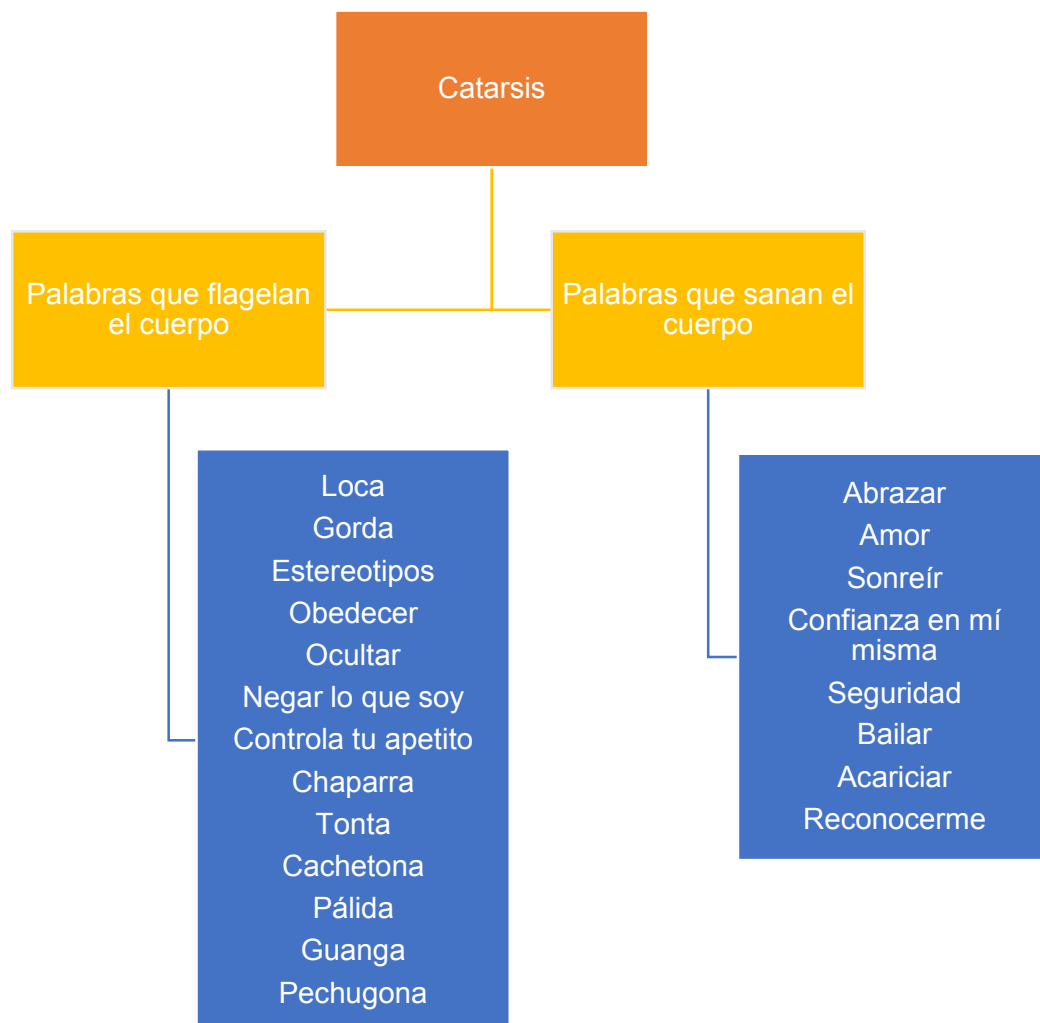 Catarsis
Palabras que flagelan
el cuerpo
Palabras que sanan el
cuerpo
Loca
Gorda
Estereotipos
Obedecer
Ocultar
Negar lo que soy
Controla tu apetito
Chaparra
Tonta
Cachetona
Pálida
Guanga
Pechugona
Abrazar
Amor
Sonreír
Confianza en mí
misma
Seguridad
Bailar
Acariciar
Reconocerme